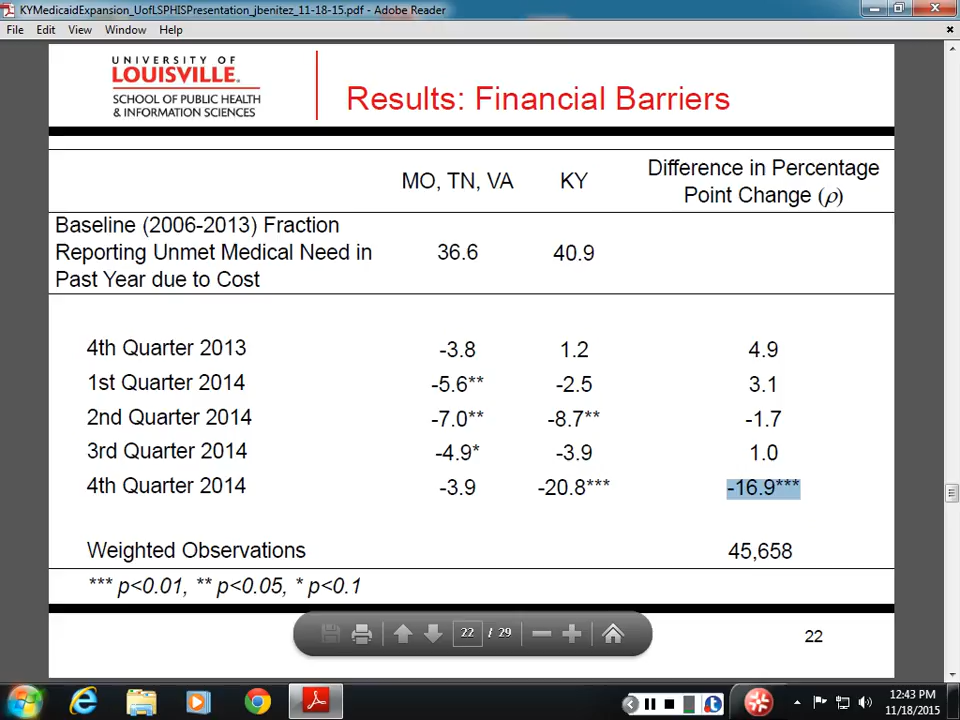 KYMedicaidExpansion_UofLSPHISPresentation_jbenitez_11-18-15.pdf - Adobe Reader
File Edit View Window Help
UNIVERSITY OF
LOUISVILLE.
SCHOOL OF PUBLIC HEALTH
& INFORMATION SCIENCES
Results: Financial Barriers
MO, TN, VA KY Difference in Percentage
Point Change (ρ)
Baseline (2006-2013) Fraction
Reporting Unmet Medical Need in 36.6 40.9
Past Year due to Cost
4th Quarter 2013 -3.8 1.2 4.9
1st Quarter 2014 -5.6** -2.5 3.1
2nd Quarter 2014 -7.0** -8.7** -1.7
3rd Quarter 2014 -4.9* -3.9 1.0
4th Quarter 2014 -3.9 -20.8*** -16.9***
Weighted Observations 45,658
*** p<0.01, ** p<0.05, * p<0.1
22 / 29
22
12:43 PM
11/18/2015